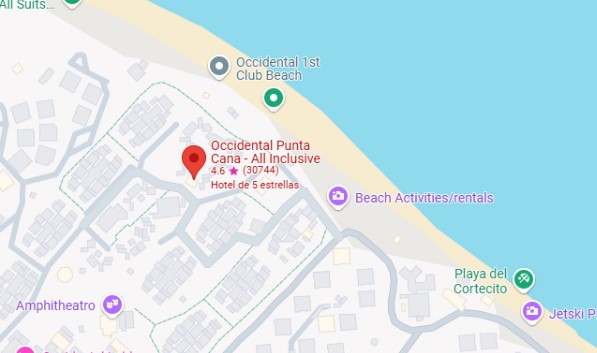 All Suits...
Occidental 1st
Club Beach
Occidental Punta
Cana - All Inclusive
4.6 ★ (30744)
Hotel de 5 estrellas
Beach Activities/rentals
Playa del
Cortecito
Amphitheatro
Jetski P